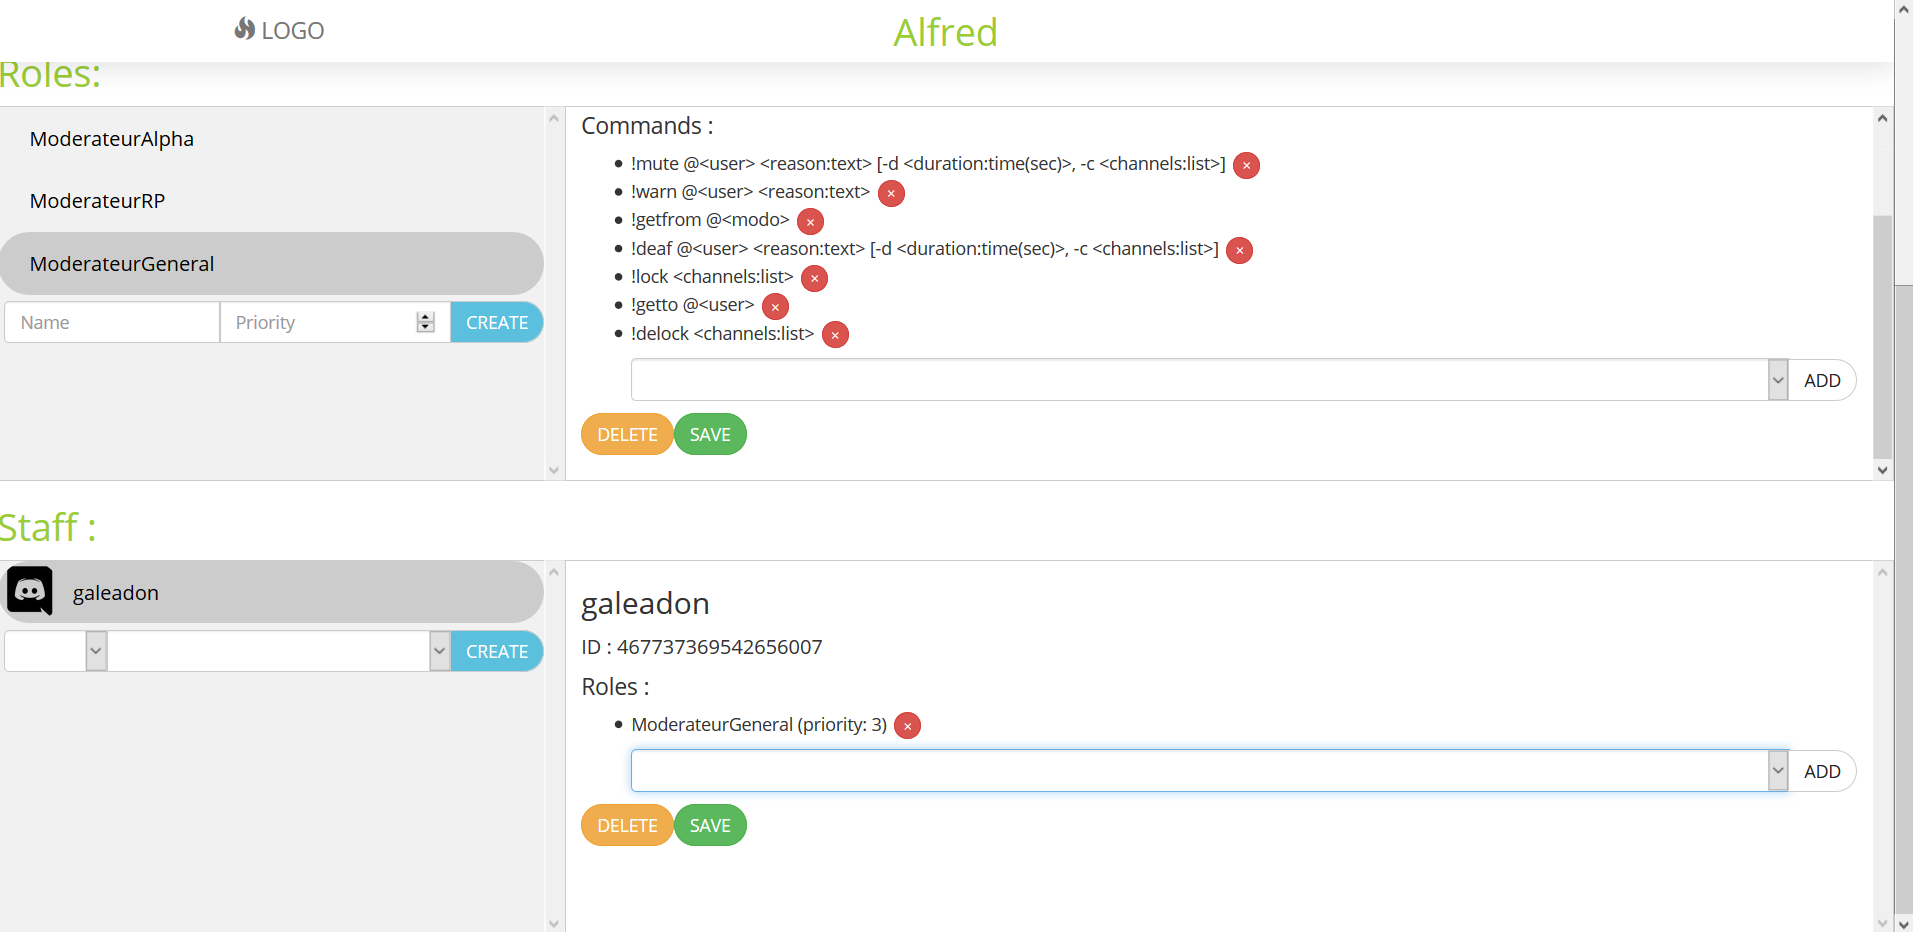 LOGO
Alfred
Roles:
ModerateurAlpha
ModerateurRP
ModerateurGeneral
Name
Priority
CREATE
Commands :
!mute @<user> <reason:text> [-d <duration:time(sec)>, -c <channels:list>]
!warn @<user> <reason:text>
!getfrom @<modo>
!deaf @<user> <reason:text> [-d <duration:time(sec)>, -c <channels:list>]
!lock <channels:list>
!getto @<user>
!delock <channels:list>
ADD
DELETE
SAVE
Staff :
galeadon
CREATE
galeadon
ID : 467737369542656007
Roles :
ModerateurGeneral (priority: 3)
ADD
DELETE
SAVE